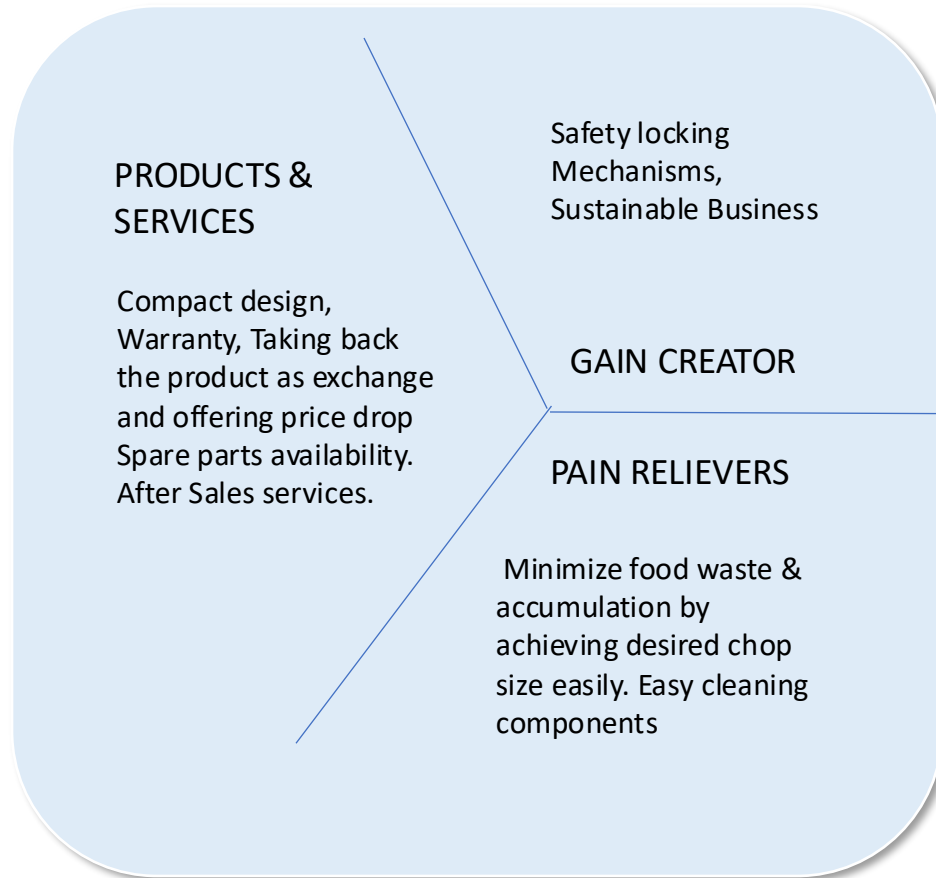 PRODUCTS &
SERVICES
Compact design,
Warranty, Taking back
the product as exchange
and offering price drop
Spare parts availability.
After Sales services.
Safety locking
Mechanisms,
Sustainable Business
GAIN CREATOR
PAIN RELIEVERS
Minimize food waste &
accumulation by
achieving desired chop
size easily. Easy cleaning
components